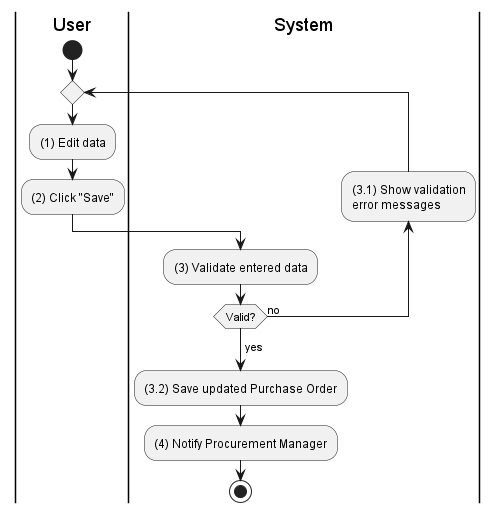 User
System
(1) Edit data
(2) Click "Save"
(3.1) Show validation
error messages
(3) Validate entered data
Valid?
no
yes
(3.2) Save updated Purchase Order
(4) Notify Procurement Manager